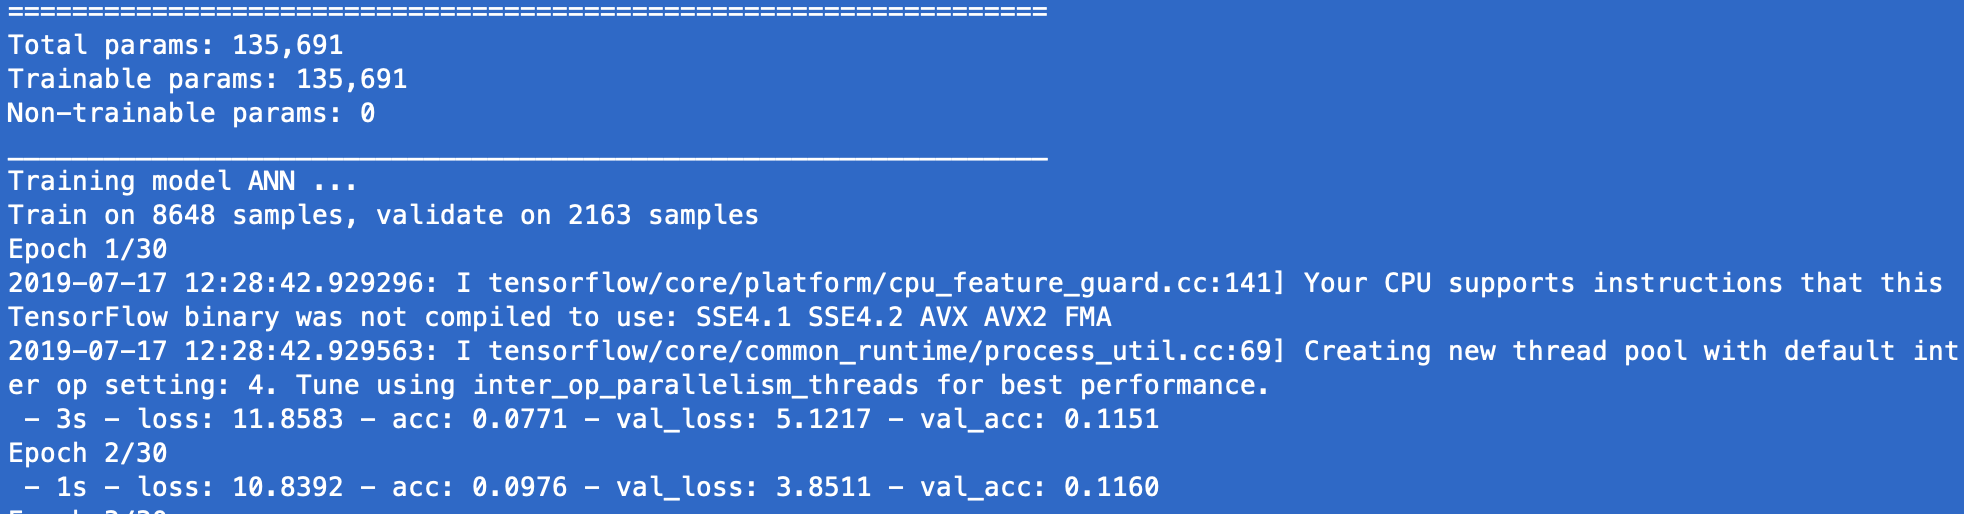 =================================================================
Total params: 135,691
Trainable params: 135,691
Non-trainable params: 0
_________________________________________________________________
Training model ANN ...
Train on 8648 samples, validate on 2163 samples
Epoch 1/30
2019-07-17 12:28:42.929296: I tensorflow/core/platform/cpu_feature_guard.cc:141] Your CPU supports instructions that this
TensorFlow binary was not compiled to use: SSE4.1 SSE4.2 AVX AVX2 FMA
2019-07-17 12:28:42.929563: I tensorflow/core/common_runtime/process_util.cc:69] Creating new thread pool with default int
er op setting: 4. Tune using inter_op_parallelism_threads for best performance.
 - 3s - loss: 11.8583 - acc: 0.0771 - val_loss: 5.1217 - val_acc: 0.1151
Epoch 2/30
 - 1s - loss: 10.8392 - acc: 0.0976 - val_loss: 3.8511 - val_acc: 0.1160